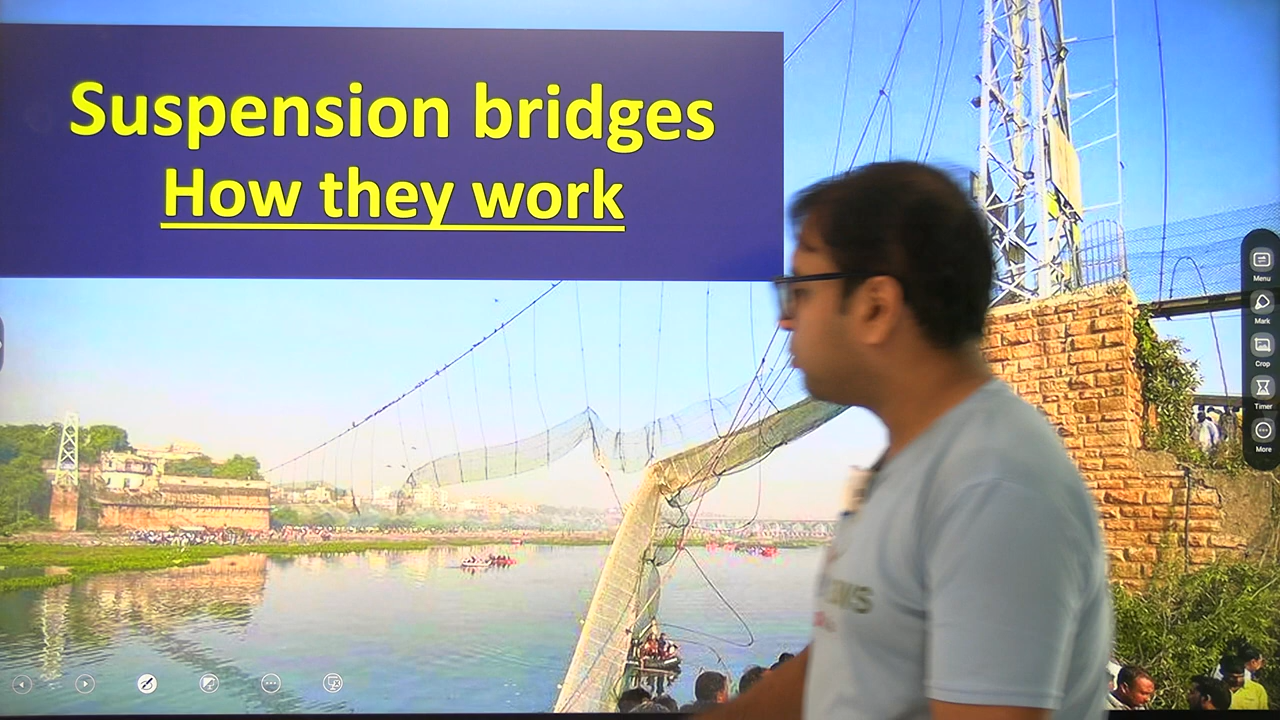 Suspension bridges
How they work
Menu
Mark
Crop
Timer
More